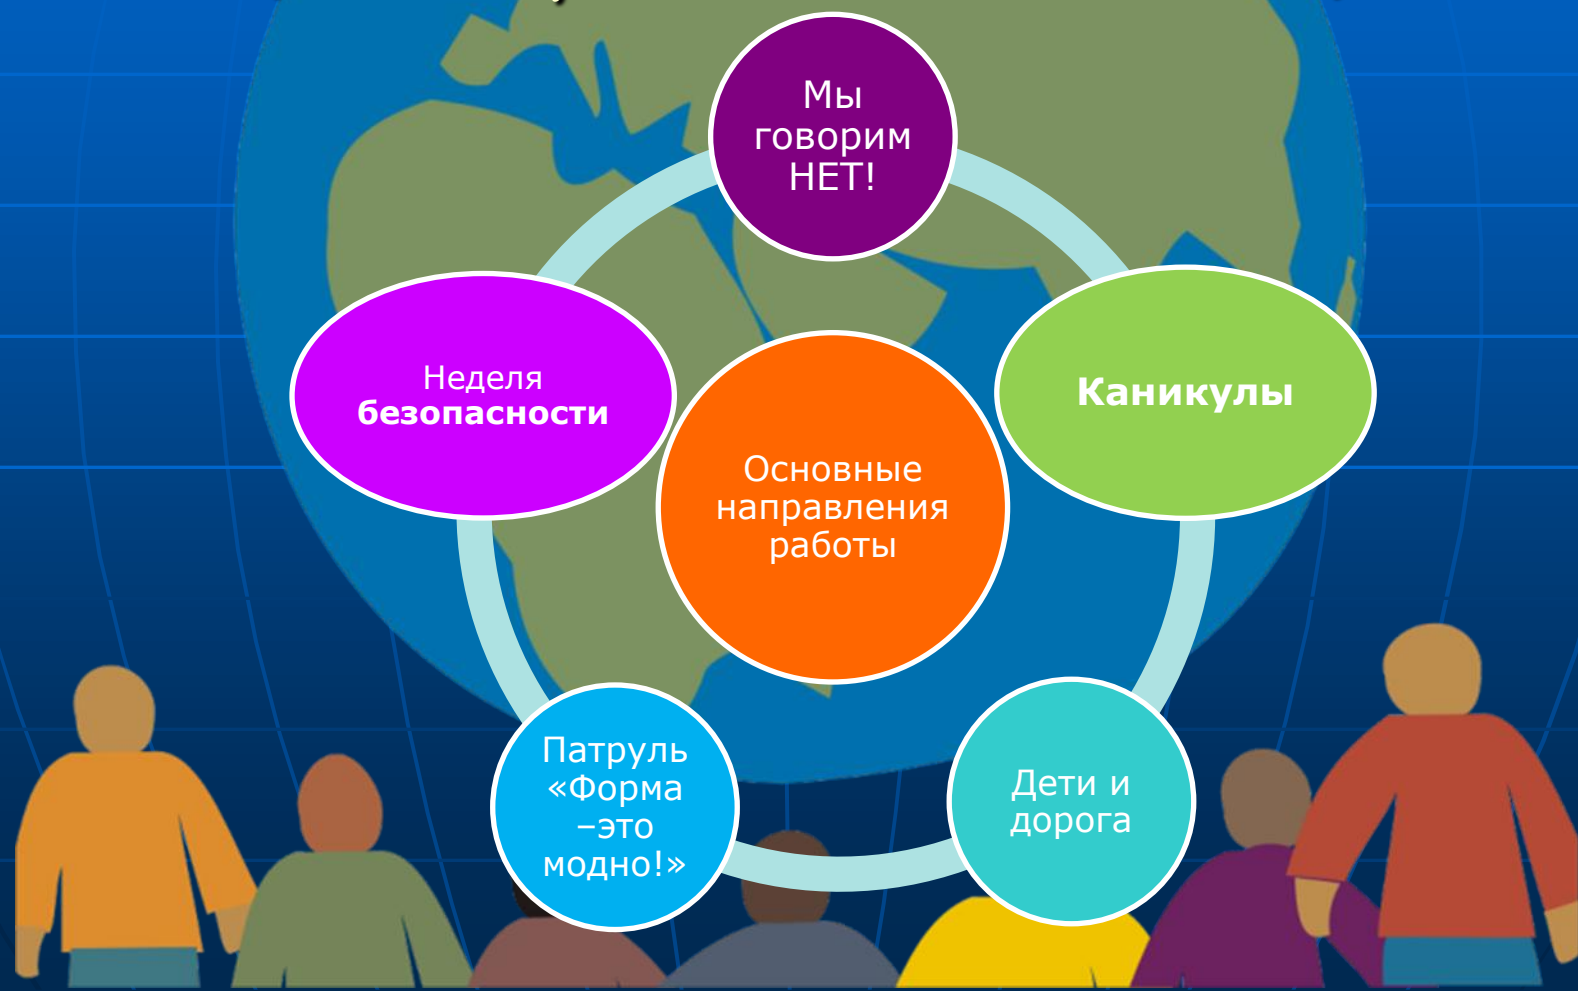 Мы
говорим
НЕТ!
Неделя
безопасности
Каникулы
Основные
направления
работы
Патруль
«Форма
–это
модно!»
Дети и
дорога